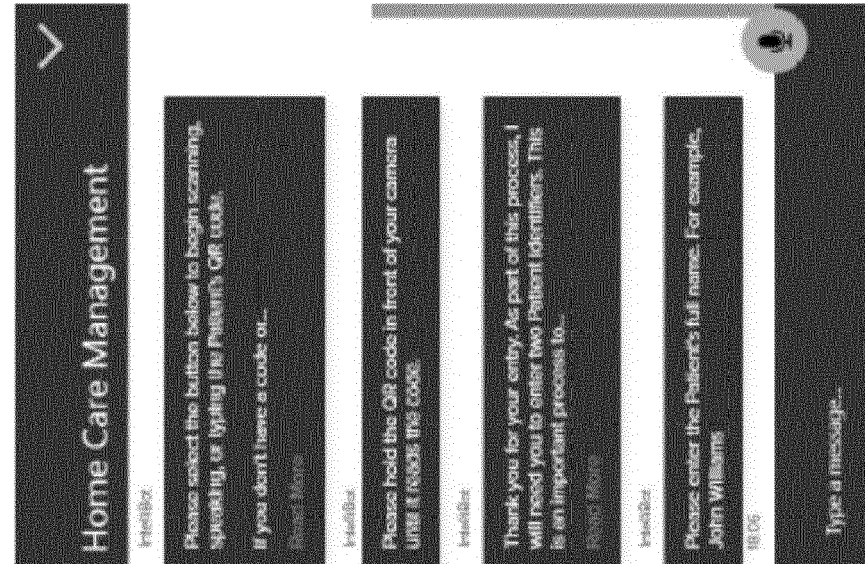 Home Care Management
IntelliBot
Please select the button below to begin scanning,
speaking, or typing the Patient's QR code.
If you don't have a code or...
Read More
IntelliBot
Please hold the QR code in front of your camera
until it reads the code.
IntelliBot
Thank you for your entry. As part of this process, I
will need you to enter two Patient Identifiers. This
is an important process to...
Read More
IntelliBot
Please enter the Patient's full name. For example,
John Williams
Type a message...